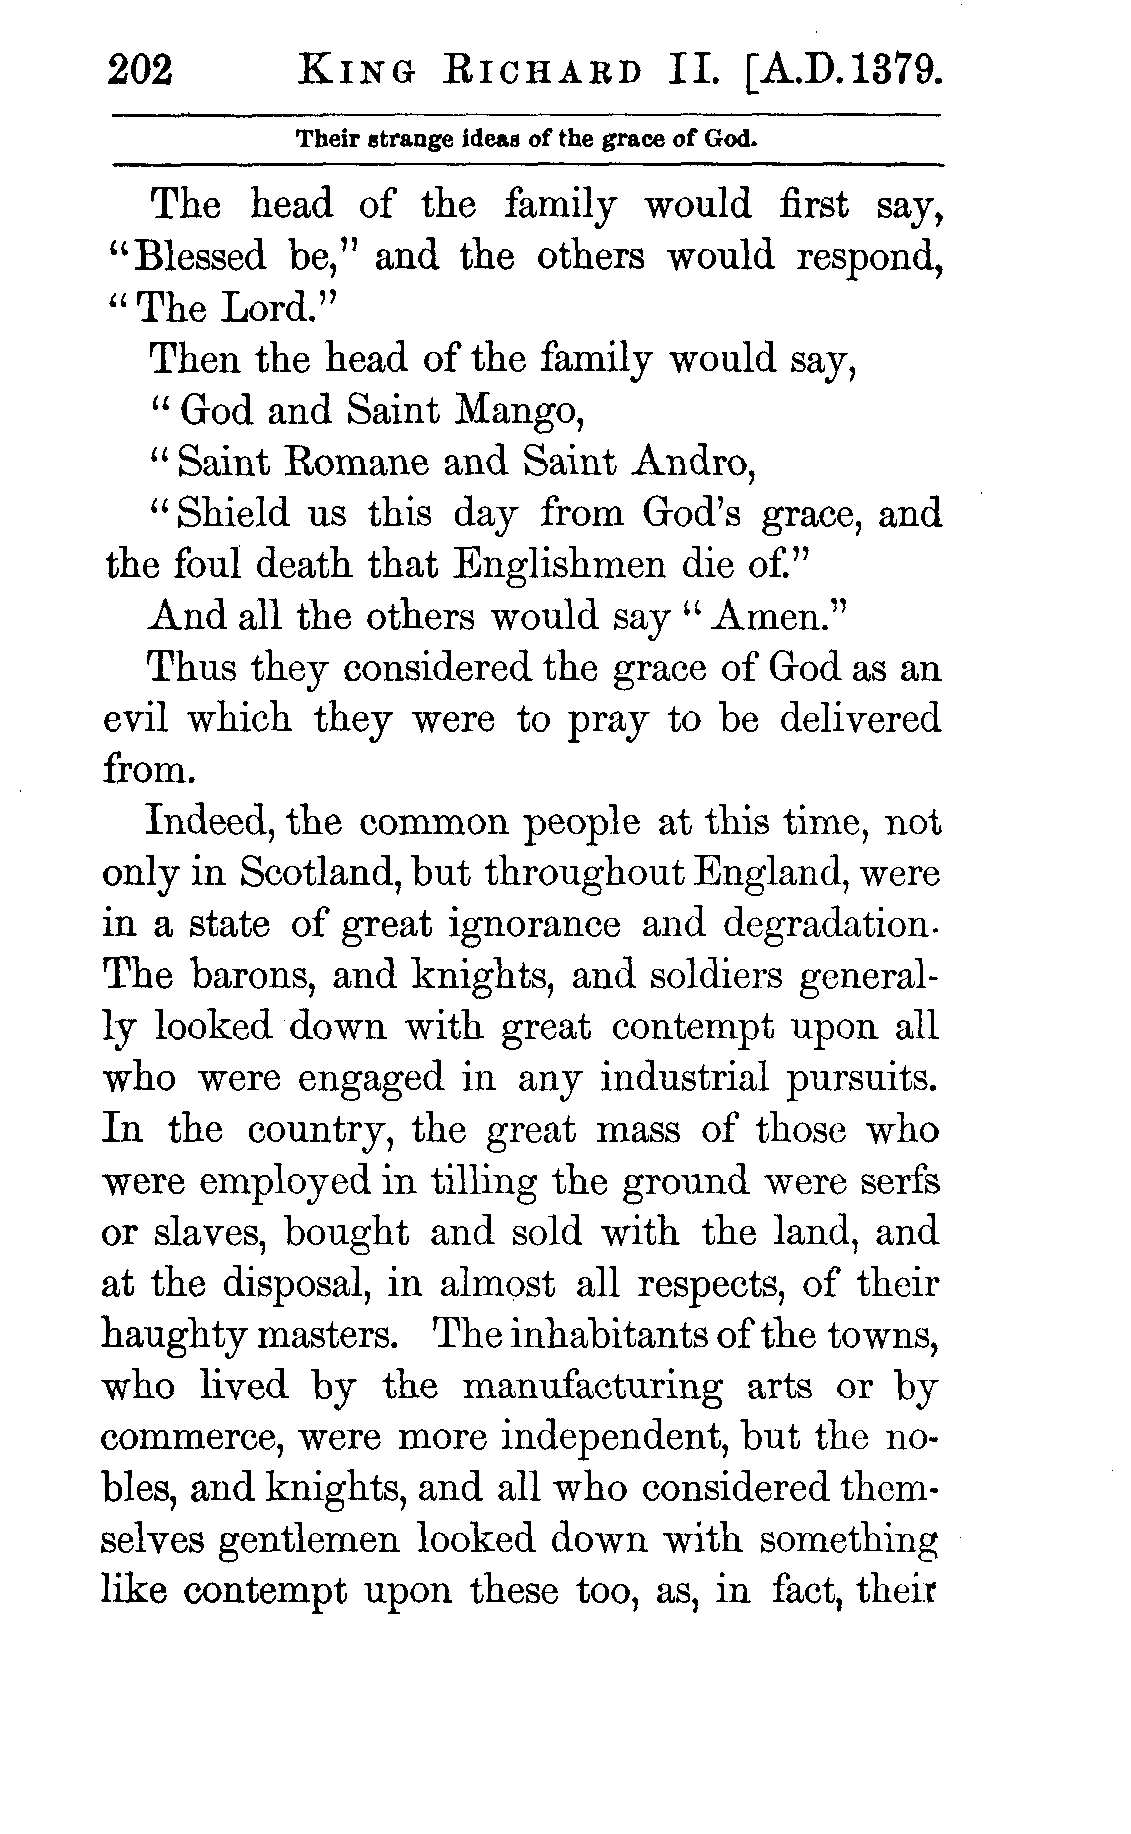 202 KING RICHARD II. [A.D. 1379.
Their strange ideas of the grace of God.
The head of the family would first say,
"Blessed be," and the others would respond,
"The Lord."
Then the head of the family would say,
"God and Saint Mango,
"Saint Romane and Saint Andro,
"Shield us this day from God's grace, and
the foul death that Englishmen die of."
And all the others would say "Amen."
Thus they considered the grace of God as an
evil which they were to pray to be delivered
from.
Indeed, the common people at this time, not
only in Scotland, but throughout England, were
in a state of great ignorance and degradation.
The barons, and knights, and soldiers general-
ly looked down with great contempt upon all
who were engaged in any industrial pursuits.
In the country, the great mass of those who
were employed in tilling the ground were serfs
or slaves, bought and sold with the land, and
at the disposal, in almost all respects, of their
haughty masters. The inhabitants of the towns,
who lived by the manufacturing arts or by
commerce, were more independent, but the no-
bles, and knights, and all who considered them-
selves gentlemen looked down with something
like contempt upon these too, as, in fact, their